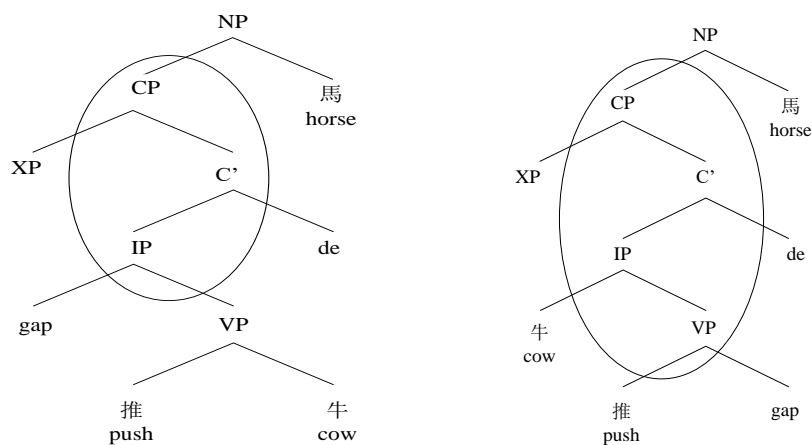 NP
CP
馬
horse
XP
C’
IP
de
gap
VP
推
push
牛
cow
NP
CP
馬
horse
XP
C’
IP
de
牛
cow
VP
推
push
gap